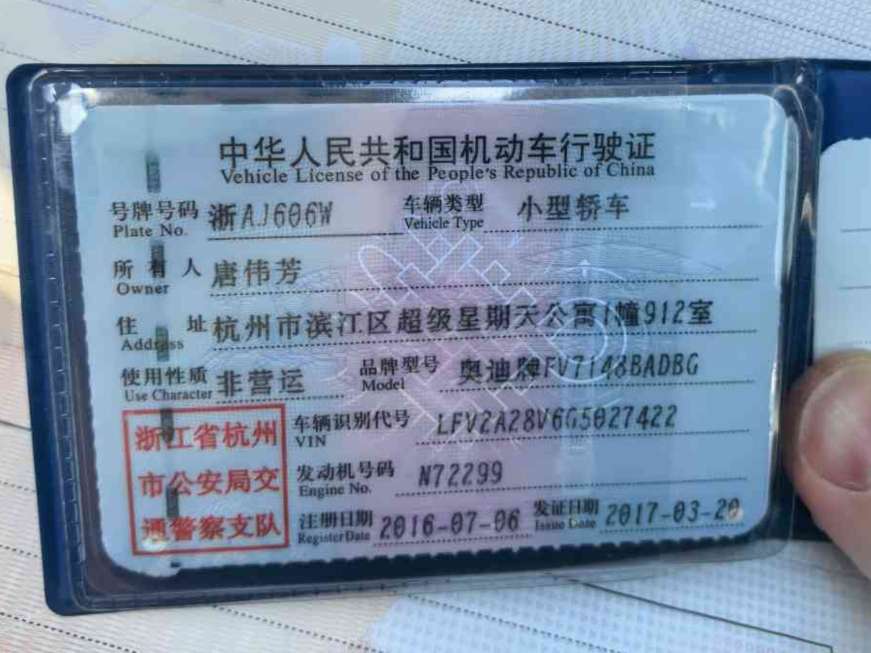 中华人民共和国机动车行驶证
Vehicle License of the People's Republic of China
号牌号码 浙AJ606W 车辆类型 小型轿车
Plate No. Vehicle Type
所有人 唐伟芳
Owner
住址 杭州市滨江区超级星期天公寓1幢912室
Address
使用性质 非营运 品牌型号 奥迪牌FV7148BADBG
Use Character Model
浙江省杭州
市公安局交
通警察支队
车辆识别代号 LFV2A28V6G5027422
VIN
发动机号码 N72299
Engine No.
注册日期 2016-07-06 发证日期 2017-03-20
Register Date Issue Date